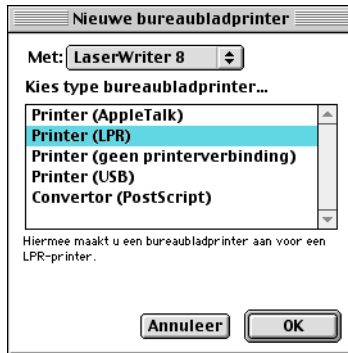 Nieuwe bureaubladprinter
Met: LaserWriter 8
Kies type bureaubladprinter...
Printer (AppleTalk)
Printer (LPR)
Printer (geen printerverbinding)
Printer (USB)
Convertor (PostScript)
Hiermee maakt u een bureaubladprinter aan voor een
LPR-printer.
Annuleer OK